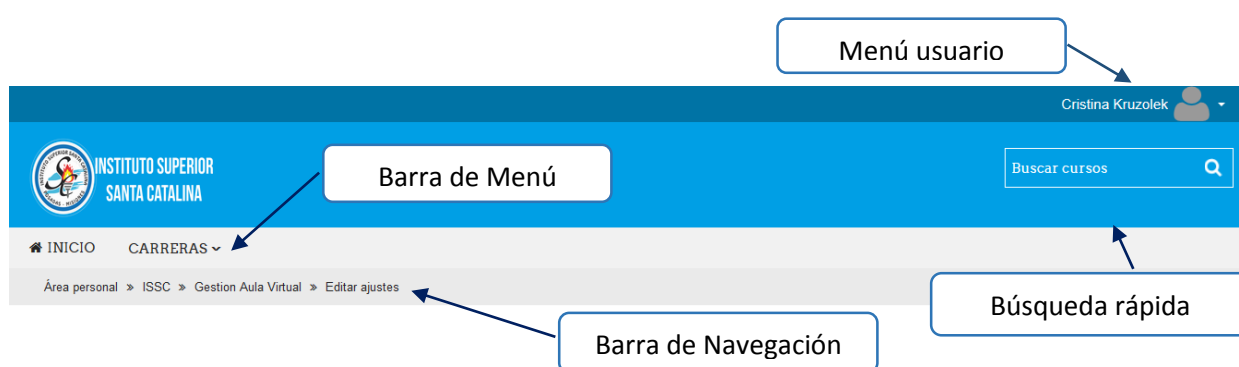 Menú usuario
Cristina Kruzolek
INSTITUTO SUPERIOR
SANTA CATALINA
Barra de Menú
Buscar cursos
INICIO CARRERAS
Área personal » ISSC » Gestion Aula Virtual » Editar ajustes
Búsqueda rápida
Barra de Navegación